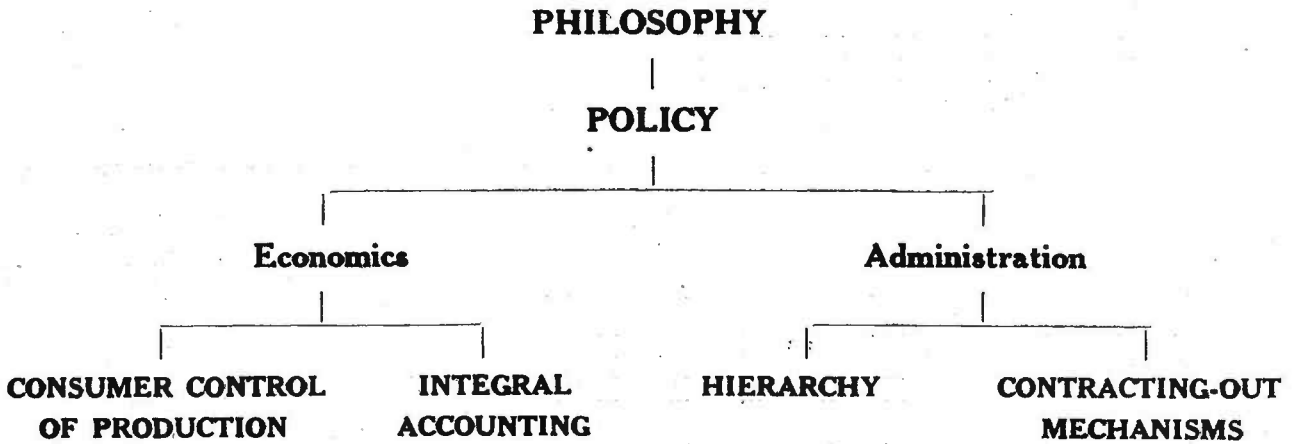 PHILOSOPHY
POLICY
Economics
Administration
CONSUMER CONTROL
OF PRODUCTION
INTEGRAL
ACCOUNTING
HIERARCHY
CONTRACTING-OUT
MECHANISMS